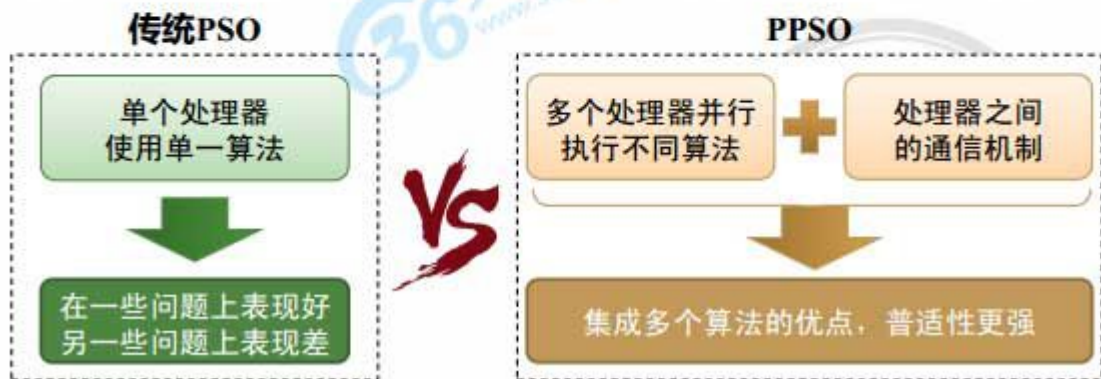 传统PSO
单个处理器
使用单一算法
在一些问题上表现好
另一些问题上表现差
VS
PPSO
多个处理器并行
执行不同算法
处理器之间
的通信机制
集成多个算法的优点，普适性更强